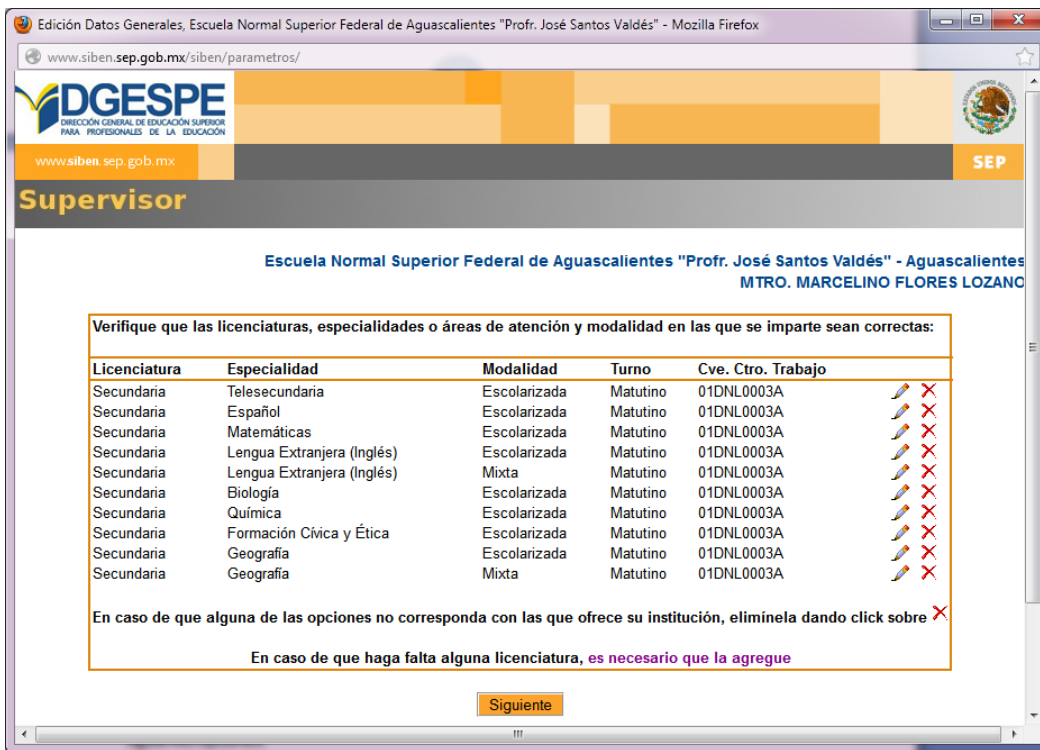 Edición Datos Generales, Escuela Normal Superior Federal de Aguascalientes "Profr. José Santos Valdés" - Mozilla Firefox
www.siben.sep.gob.mx/siben/parametros/
DGESPE
DIRECCIÓN GENERAL DE EDUCACIÓN SUPERIOR
PARA PROFESIONALES DE LA EDUCACIÓN
www.siben.sep.gob.mx
SEP
Supervisor
Escuela Normal Superior Federal de Aguascalientes "Profr. José Santos Valdés" - Aguascalientes
MTRO. MARCELINO FLORES LOZANO
Verifique que las licenciaturas, especialidades o áreas de atención y modalidad en las que se imparte sean correctas:
Licenciatura Especialidad Modalidad Turno Cve. Ctro. Trabajo
Secundaria Telesecundaria Escolarizada Matutino 01DNL0003A
Secundaria Español Escolarizada Matutino 01DNL0003A
Secundaria Matemáticas Escolarizada Matutino 01DNL0003A
Secundaria Lengua Extranjera (Inglés) Escolarizada Matutino 01DNL0003A
Secundaria Lengua Extranjera (Inglés) Mixta Matutino 01DNL0003A
Secundaria Biología Escolarizada Matutino 01DNL0003A
Secundaria Química Escolarizada Matutino 01DNL0003A
Secundaria Formación Cívica y Ética Escolarizada Matutino 01DNL0003A
Secundaria Geografía Escolarizada Matutino 01DNL0003A
Secundaria Geografía Mixta Matutino 01DNL0003A
En caso de que alguna de las opciones no corresponda con las que ofrece su institución, elimínela dando click sobre
En caso de que haga falta alguna licenciatura, es necesario que la agregue
Siguiente